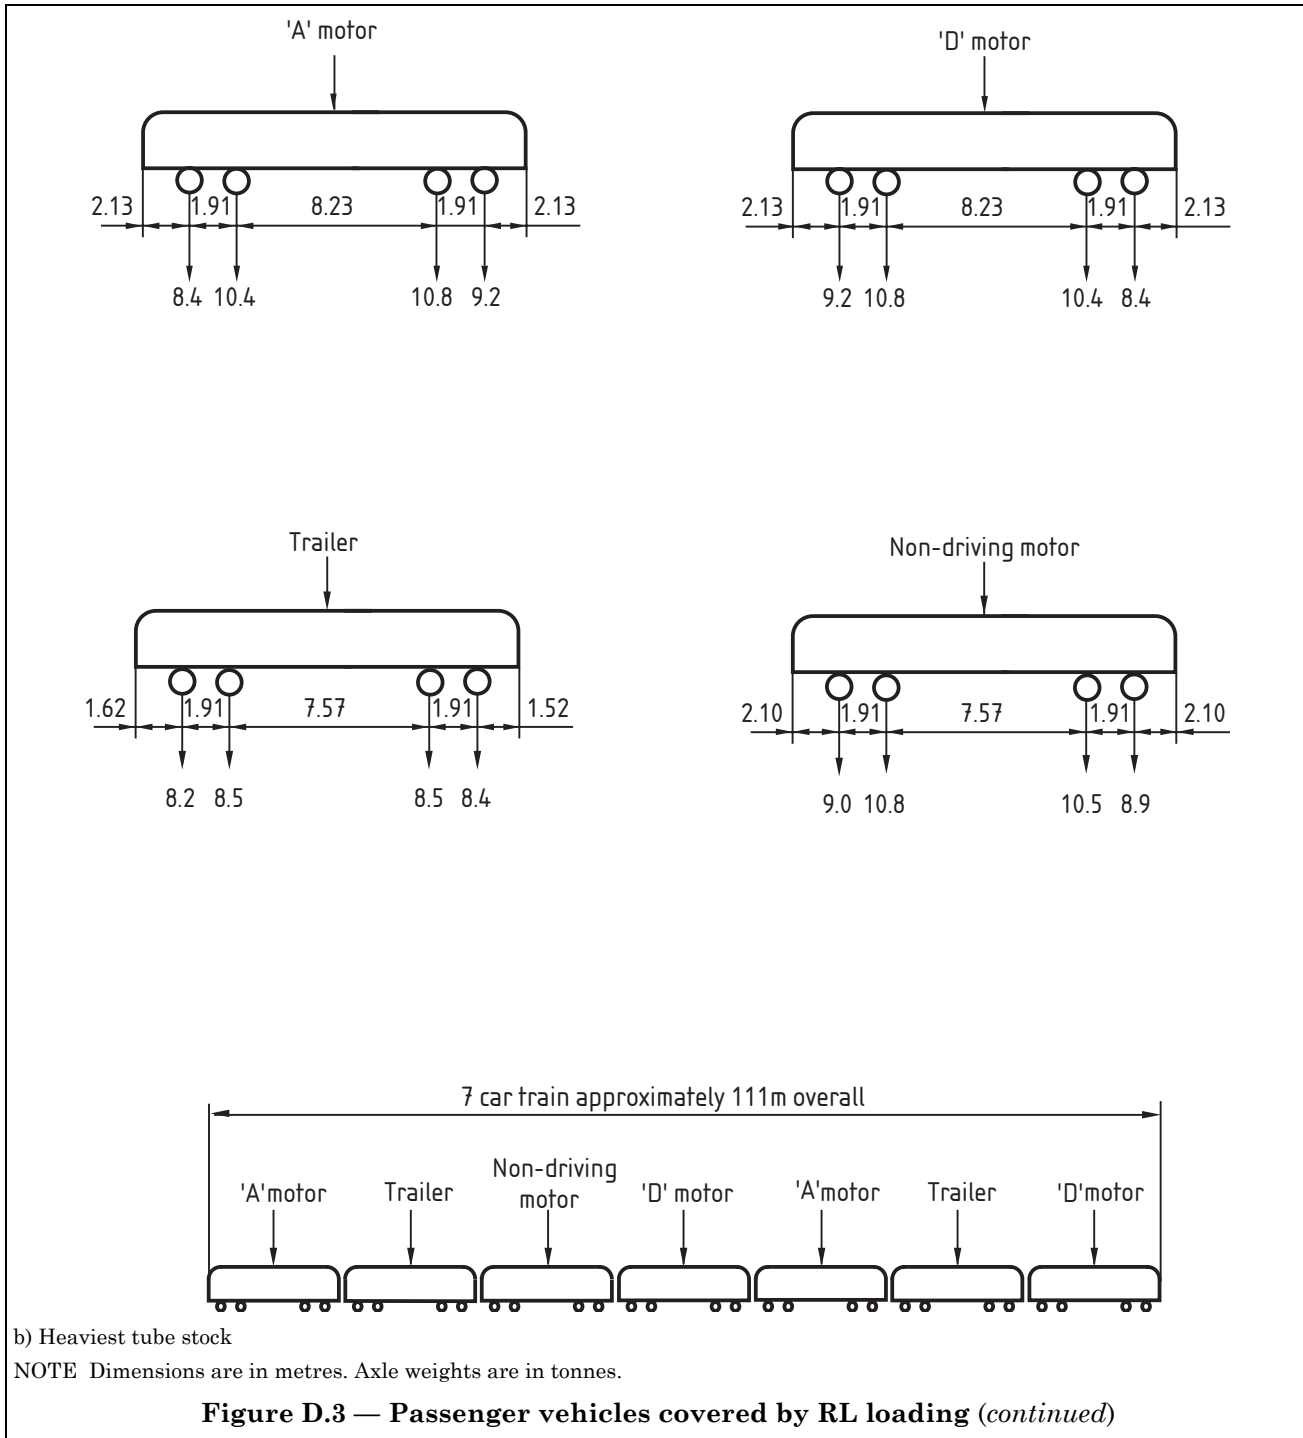 'A' motor
2.13 1.91 8.23 1.91 2.13
8.4 10.4 10.8 9.2
'D' motor
2.13 1.91 8.23 1.91 2.13
9.2 10.8 10.4 8.4
Trailer
1.62 1.91 7.57 1.91 1.52
8.2 8.5 8.5 8.4
Non-driving motor
2.10 1.91 7.57 1.91 2.10
9.0 10.8 10.5 8.9
7 car train approximately 111m overall
'A'motor
Trailer
Non-driving
motor
'D' motor
'A'motor
Trailer
'D'motor
b) Heaviest tube stock
NOTE Dimensions are in metres. Axle weights are in tonnes.
Figure D.3 — Passenger vehicles covered by RL loading (continued)